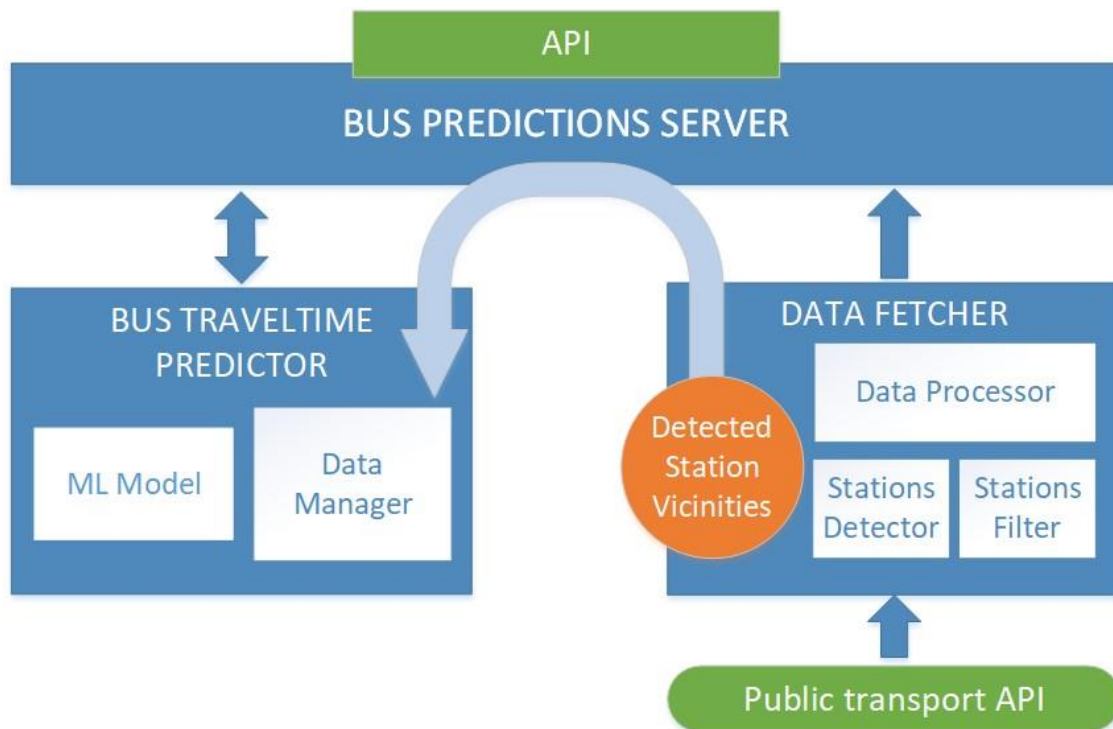 API
BUS PREDICTIONS SERVER
BUS TRAVELTIME
PREDICTOR
ML Model
Data
Manager
Detected
Station
Vicinities
DATA FETCHER
Data Processor
Stations
Detector
Stations
Filter
Public transport API